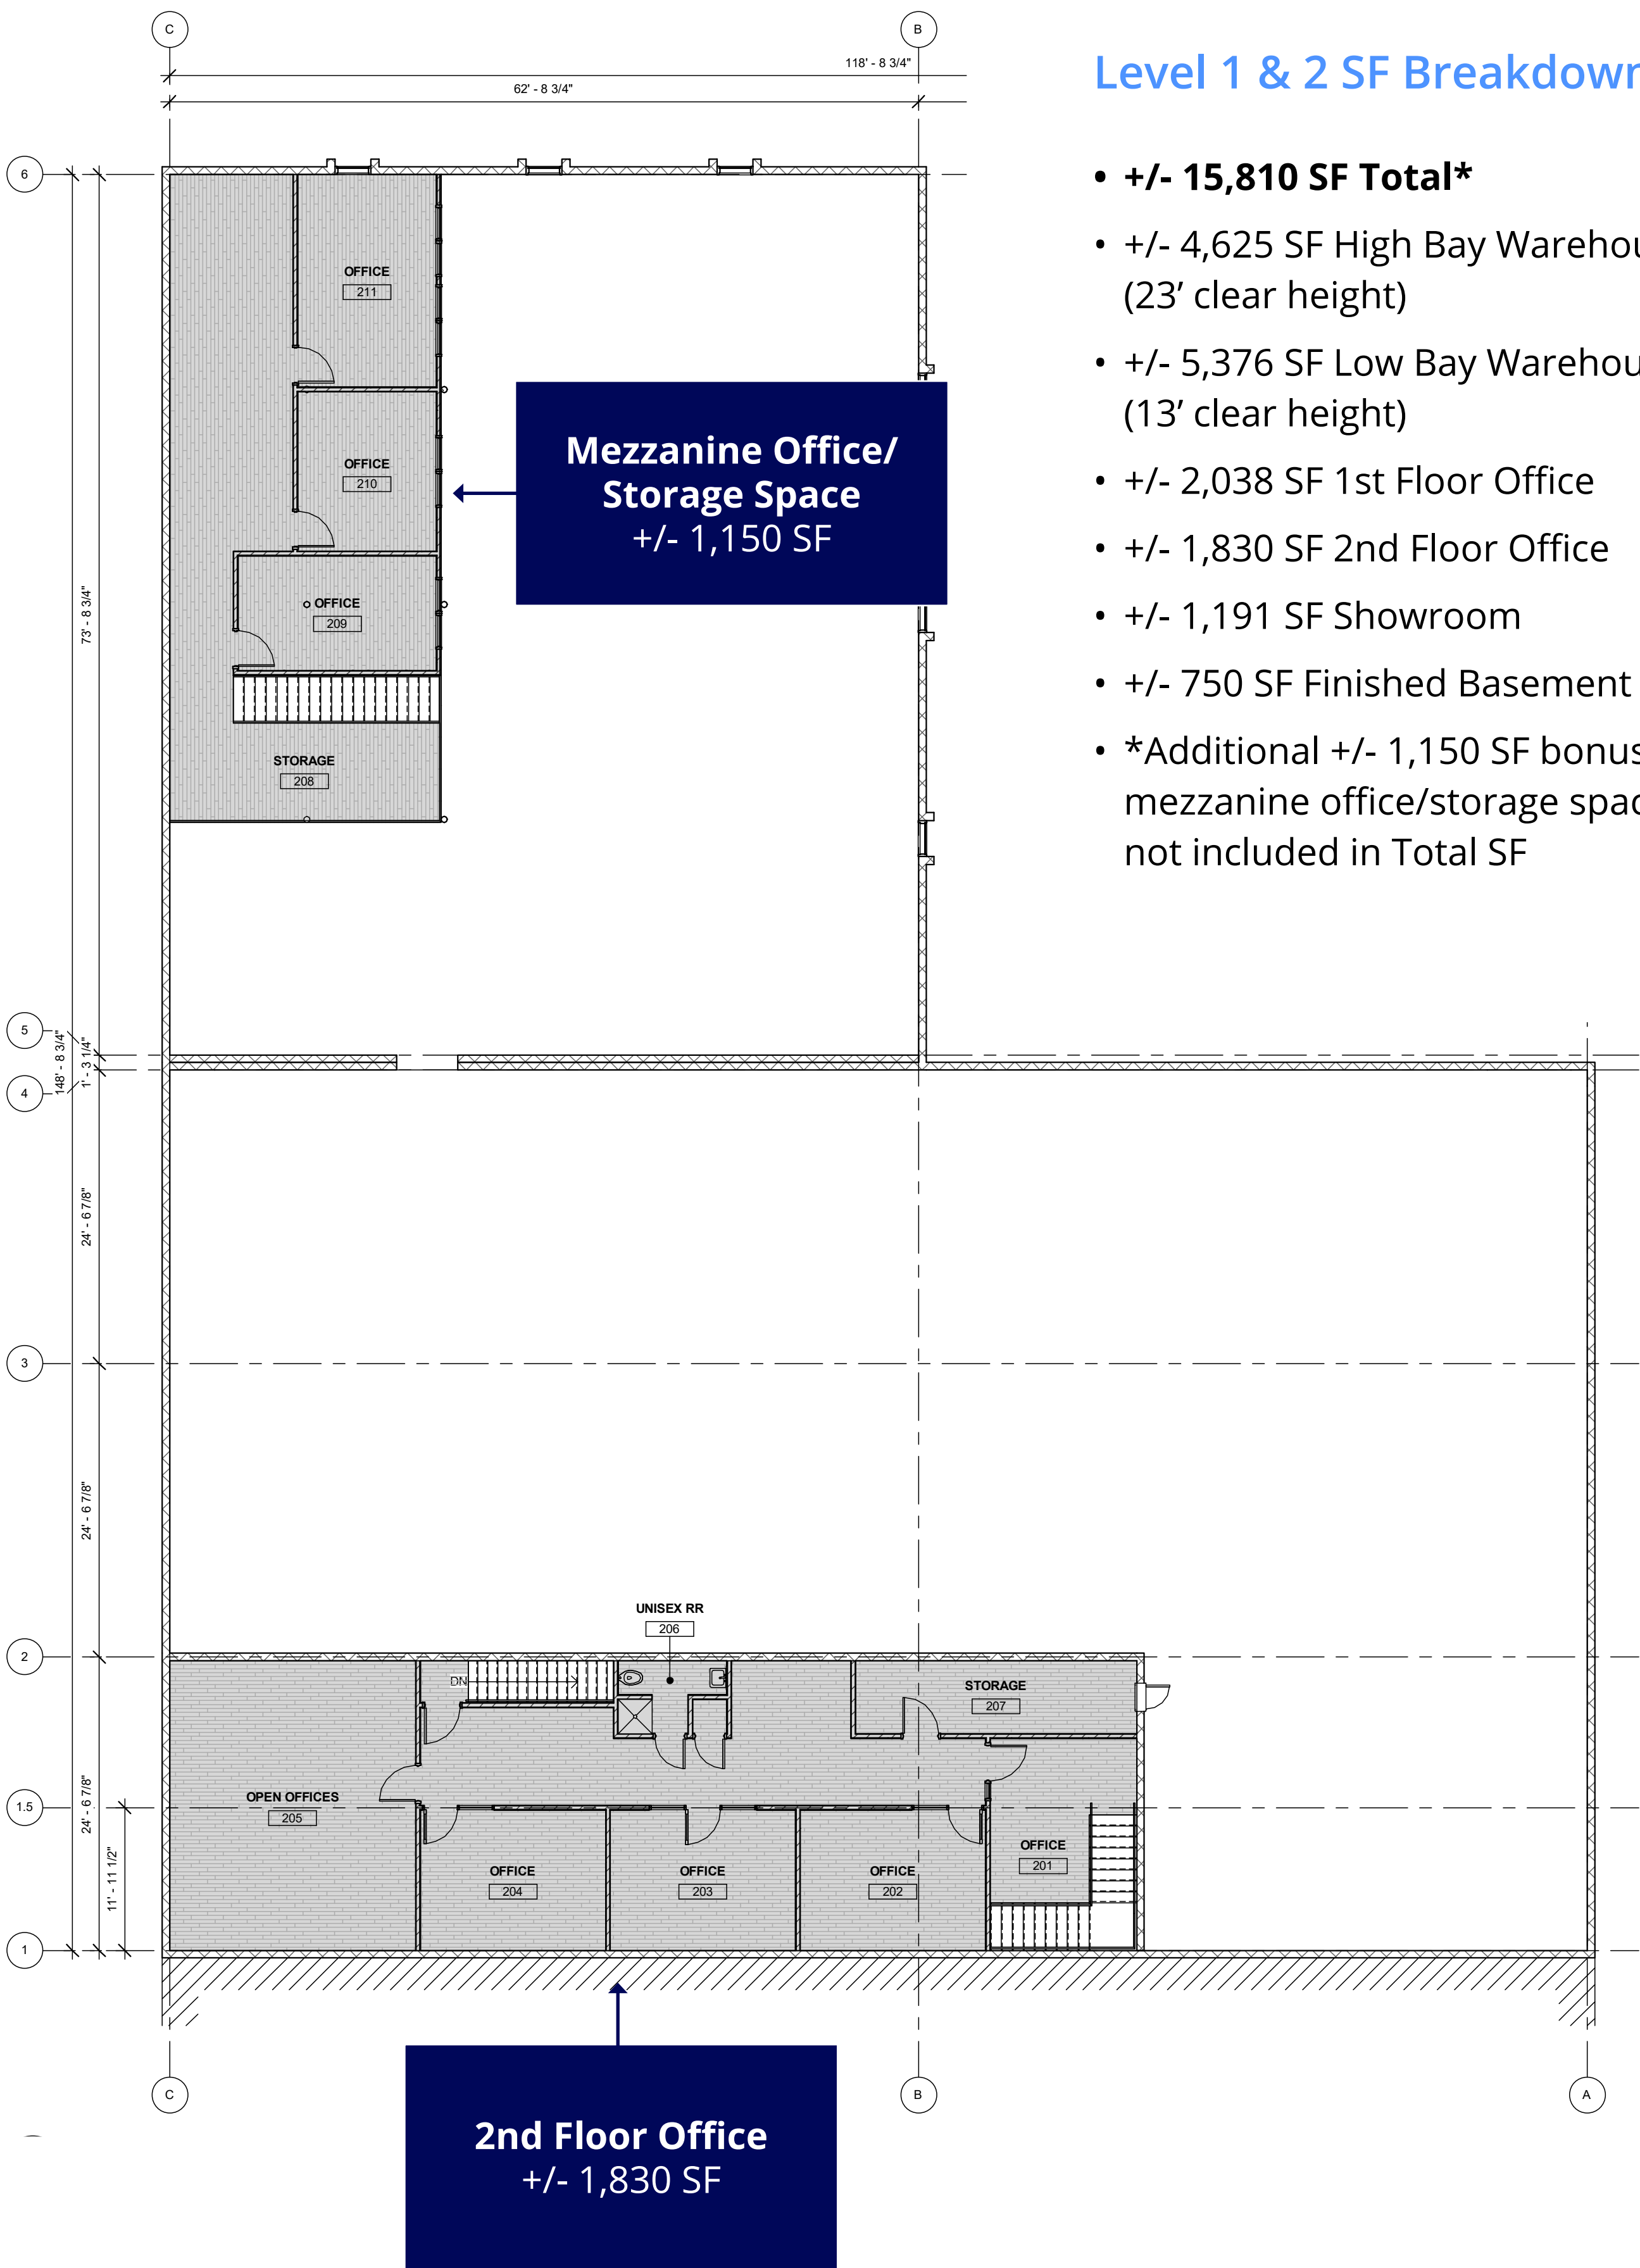 C
B
118' - 8 3/4"
62' - 8 3/4"
Level 1 & 2 SF Breakdown
• +/- 15,810 SF Total*
• +/- 4,625 SF High Bay
(23’ clear height)
• +/- 5,376 SF Low Bay
(13’ clear height)
• +/- 2,038 SF 1st Floor Office
• +/- 1,830 SF 2nd Floor Office
• +/- 1,191 SF Showroom
• +/- 750 SF Finished Basement
• *Additional +/- 1,150 SF bonus
mezzanine office/storage
not included in Total SF
6
OFFICE
211
Mezzanine Office/
Storage Space
+/- 1,150 SF
OFFICE
210
OFFICE
209
73' - 8 3/4"
STORAGE
208
5
148' - 8 3/4"
1' - 3 1/4"
4
24' - 6 7/8"
3
24' - 6 7/8"
UNISEX RR
206
2
DN
STORAGE
207
OPEN OFFICES
205
1.5
24' - 6 7/8"
11' - 11 1/2"
OFFICE
201
OFFICE
204
OFFICE
203
OFFICE
202
1
C
B
A
2nd Floor Office
+/- 1,830 SF